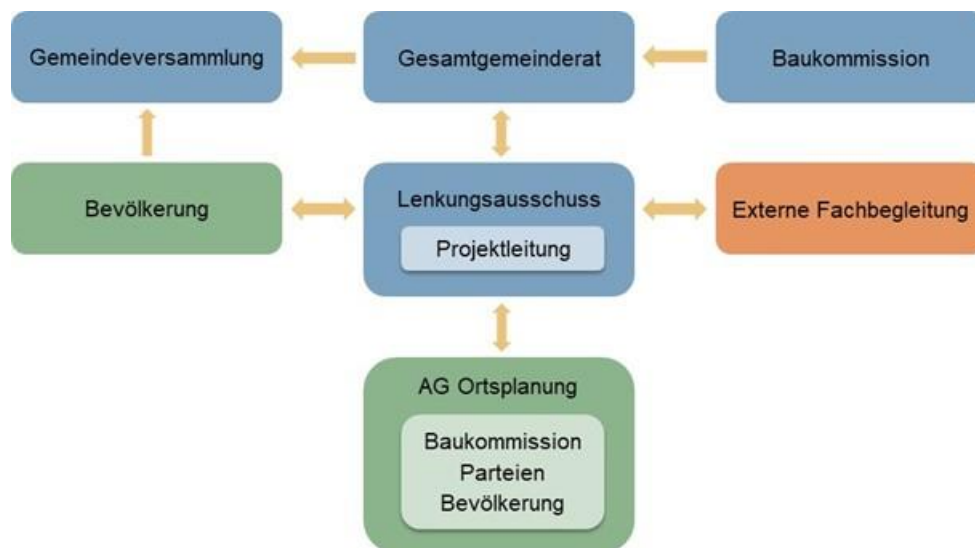 Gemeindeversammlung
Gesamtgemeinderat
Baukommission
Bevölkerung
Lenkungsausschuss
Projektleitung
Externe Fachbegleitung
AG Ortsplanung
Baukommission
Parteien
Bevölkerung